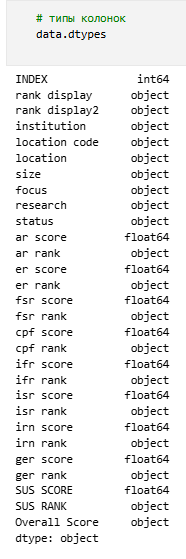 # типы колонок
data.dtypes
INDEX int64
rank display object
rank display2 object
institution object
location code object
location object
size object
focus object
research object
status object
ar score float64
ar rank object
er score float64
er rank object
fsr score float64
fsr rank object
cpf score float64
cpf rank object
ifr score float64
ifr rank object
isr score float64
isr rank object
irn score float64
irn rank object
ger score float64
ger rank object
SUS SCORE float64
SUS RANK object
Overall Score object
dtype: object